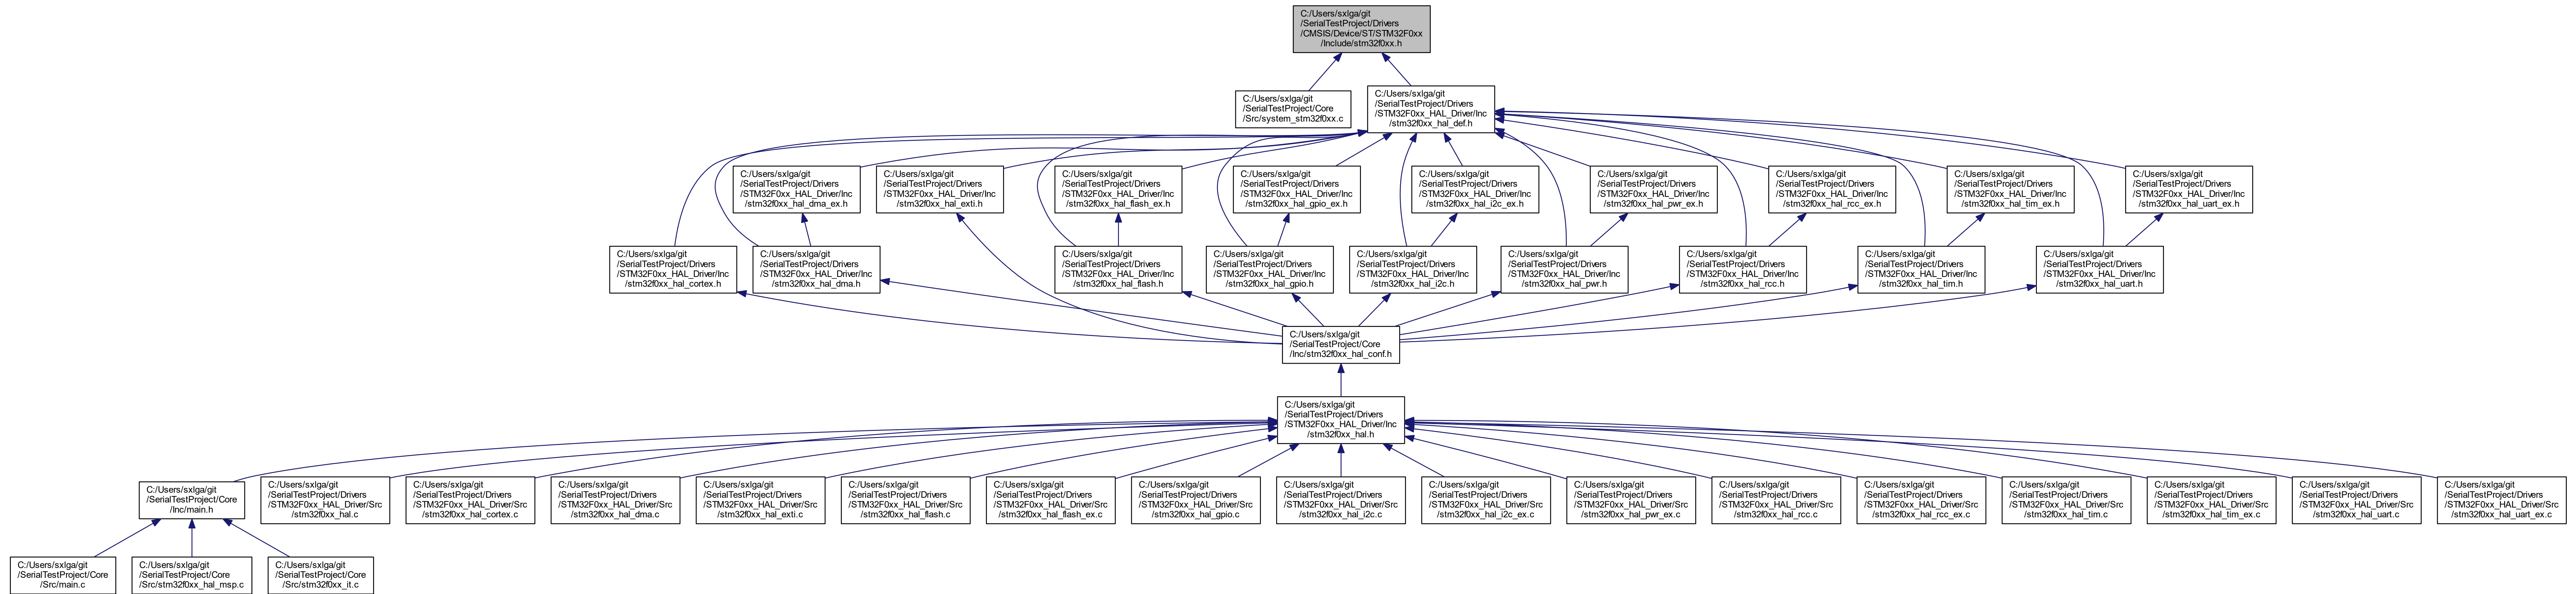 C:/Users/sxlga/git
/SerialTestProject/Drivers
/CMSIS/Device/ST/STM32F0xx
/Include/stm32f0xx.h
C:/Users/sxlga/git
/SerialTestProject/Core
/Src/system_stm32f0xx.c
C:/Users/sxlga/git
/SerialTestProject/Drivers
/STM32F0xx_HAL_Driver/Inc
/stm32f0xx_hal_def.h
C:/Users/sxlga/git
/SerialTestProject/Drivers
/STM32F0xx_HAL_Driver/Inc
/stm32f0xx_hal_dma_ex.h
C:/Users/sxlga/git
/SerialTestProject/Drivers
/STM32F0xx_HAL_Driver/Inc
/stm32f0xx_hal_exti.h
C:/Users/sxlga/git
/SerialTestProject/Drivers
/STM32F0xx_HAL_Driver/Inc
/stm32f0xx_hal_flash_ex.h
C:/Users/sxlga/git
/SerialTestProject/Drivers
/STM32F0xx_HAL_Driver/Inc
/stm32f0xx_hal_gpio_ex.h
C:/Users/sxlga/git
/SerialTestProject/Drivers
/STM32F0xx_HAL_Driver/Inc
/stm32f0xx_hal_i2c_ex.h
C:/Users/sxlga/git
/SerialTestProject/Drivers
/STM32F0xx_HAL_Driver/Inc
/stm32f0xx_hal_pwr_ex.h
C:/Users/sxlga/git
/SerialTestProject/Drivers
/STM32F0xx_HAL_Driver/Inc
/stm32f0xx_hal_rcc_ex.h
C:/Users/sxlga/git
/SerialTestProject/Drivers
/STM32F0xx_HAL_Driver/Inc
/stm32f0xx_hal_tim_ex.h
C:/Users/sxlga/git
/SerialTestProject/Drivers
/STM32F0xx_HAL_Driver/Inc
/stm32f0xx_hal_uart_ex.h
C:/Users/sxlga/git
/SerialTestProject/Drivers
/STM32F0xx_HAL_Driver/Inc
/stm32f0xx_hal_cortex.h
C:/Users/sxlga/git
/SerialTestProject/Drivers
/STM32F0xx_HAL_Driver/Inc
/stm32f0xx_hal_dma.h
C:/Users/sxlga/git
/SerialTestProject/Drivers
/STM32F0xx_HAL_Driver/Inc
/stm32f0xx_hal_flash.h
C:/Users/sxlga/git
/SerialTestProject/Drivers
/STM32F0xx_HAL_Driver/Inc
/stm32f0xx_hal_gpio.h
C:/Users/sxlga/git
/SerialTestProject/Drivers
/STM32F0xx_HAL_Driver/Inc
/stm32f0xx_hal_i2c.h
C:/Users/sxlga/git
/SerialTestProject/Drivers
/STM32F0xx_HAL_Driver/Inc
/stm32f0xx_hal_pwr.h
C:/Users/sxlga/git
/SerialTestProject/Drivers
/STM32F0xx_HAL_Driver/Inc
/stm32f0xx_hal_rcc.h
C:/Users/sxlga/git
/SerialTestProject/Drivers
/STM32F0xx_HAL_Driver/Inc
/stm32f0xx_hal_tim.h
C:/Users/sxlga/git
/SerialTestProject/Drivers
/STM32F0xx_HAL_Driver/Inc
/stm32f0xx_hal_uart.h
C:/Users/sxlga/git
/SerialTestProject/Core
/Inc/stm32f0xx_hal_conf.h
C:/Users/sxlga/git
/SerialTestProject/Drivers
/STM32F0xx_HAL_Driver/Inc
/stm32f0xx_hal.h
C:/Users/sxlga/git
/SerialTestProject/Core
/Inc/main.h
C:/Users/sxlga/git
/SerialTestProject/Drivers
/STM32F0xx_HAL_Driver/Src
/stm32f0xx_hal.c
C:/Users/sxlga/git
/SerialTestProject/Drivers
/STM32F0xx_HAL_Driver/Src
/stm32f0xx_hal_cortex.c
C:/Users/sxlga/git
/SerialTestProject/Drivers
/STM32F0xx_HAL_Driver/Src
/stm32f0xx_hal_dma.c
C:/Users/sxlga/git
/SerialTestProject/Drivers
/STM32F0xx_HAL_Driver/Src
/stm32f0xx_hal_exti.c
C:/Users/sxlga/git
/SerialTestProject/Drivers
/STM32F0xx_HAL_Driver/Src
/stm32f0xx_hal_flash.c
C:/Users/sxlga/git
/SerialTestProject/Drivers
/STM32F0xx_HAL_Driver/Src
/stm32f0xx_hal_flash_ex.c
C:/Users/sxlga/git
/SerialTestProject/Drivers
/STM32F0xx_HAL_Driver/Src
/stm32f0xx_hal_gpio.c
C:/Users/sxlga/git
/SerialTestProject/Drivers
/STM32F0xx_HAL_Driver/Src
/stm32f0xx_hal_i2c.c
C:/Users/sxlga/git
/SerialTestProject/Drivers
/STM32F0xx_HAL_Driver/Src
/stm32f0xx_hal_i2c_ex.c
C:/Users/sxlga/git
/SerialTestProject/Drivers
/STM32F0xx_HAL_Driver/Src
/stm32f0xx_hal_pwr_ex.c
C:/Users/sxlga/git
/SerialTestProject/Drivers
/STM32F0xx_HAL_Driver/Src
/stm32f0xx_hal_rcc.c
C:/Users/sxlga/git
/SerialTestProject/Drivers
/STM32F0xx_HAL_Driver/Src
/stm32f0xx_hal_rcc_ex.c
C:/Users/sxlga/git
/SerialTestProject/Drivers
/STM32F0xx_HAL_Driver/Src
/stm32f0xx_hal_tim.c
C:/Users/sxlga/git
/SerialTestProject/Drivers
/STM32F0xx_HAL_Driver/Src
/stm32f0xx_hal_tim_ex.c
C:/Users/sxlga/git
/SerialTestProject/Drivers
/STM32F0xx_HAL_Driver/Src
/stm32f0xx_hal_uart.c
C:/Users/sxlga/git
/SerialTestProject/Drivers
/STM32F0xx_HAL_Driver/Src
/stm32f0xx_hal_uart_ex.c
C:/Users/sxlga/git
/SerialTestProject/Core
/Src/main.c
C:/Users/sxlga/git
/SerialTestProject/Core
/Src/stm32f0xx_hal_msp.c
C:/Users/sxlga/git
/SerialTestProject/Core
/Src/stm32f0xx_it.c